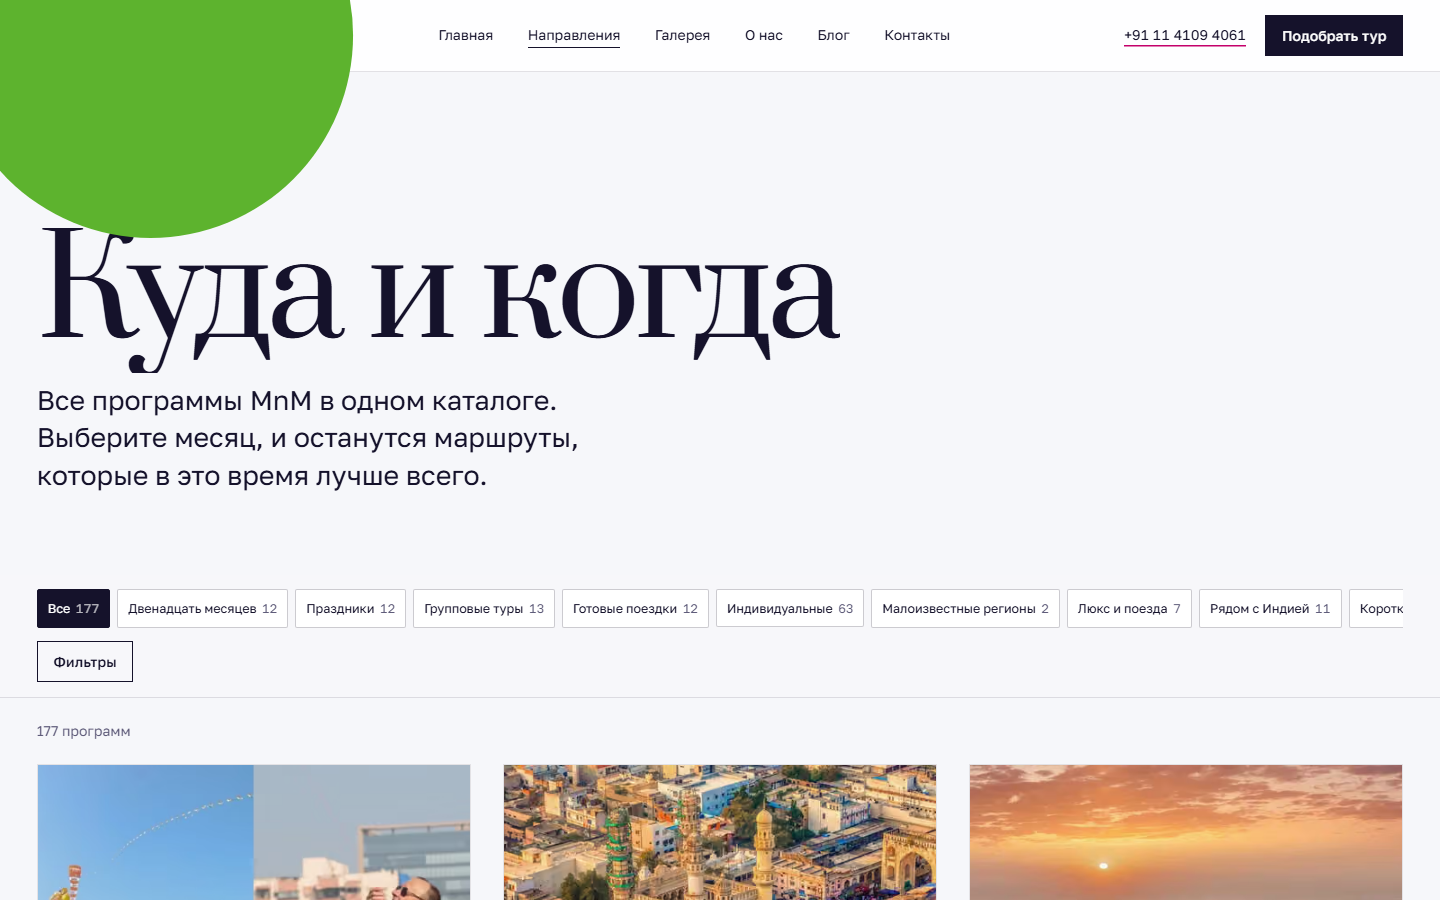 Главная Направления Галерея О нас Блог Контакты +91 11 4109 4061 Подобрать тур
Куда и когда
Все программы MnM в одном каталоге.
Выберите месяц, и останутся маршруты,
которые в это время лучше всего.
Все 177 Двенадцать месяцев 12 Праздники 12 Групповые туры 13 Готовые поездки 12 Индивидуальные 63 Малоизвестные регионы 2 Люкс и поезда 7 Рядом с Индией 11
Фильтры
177 программ